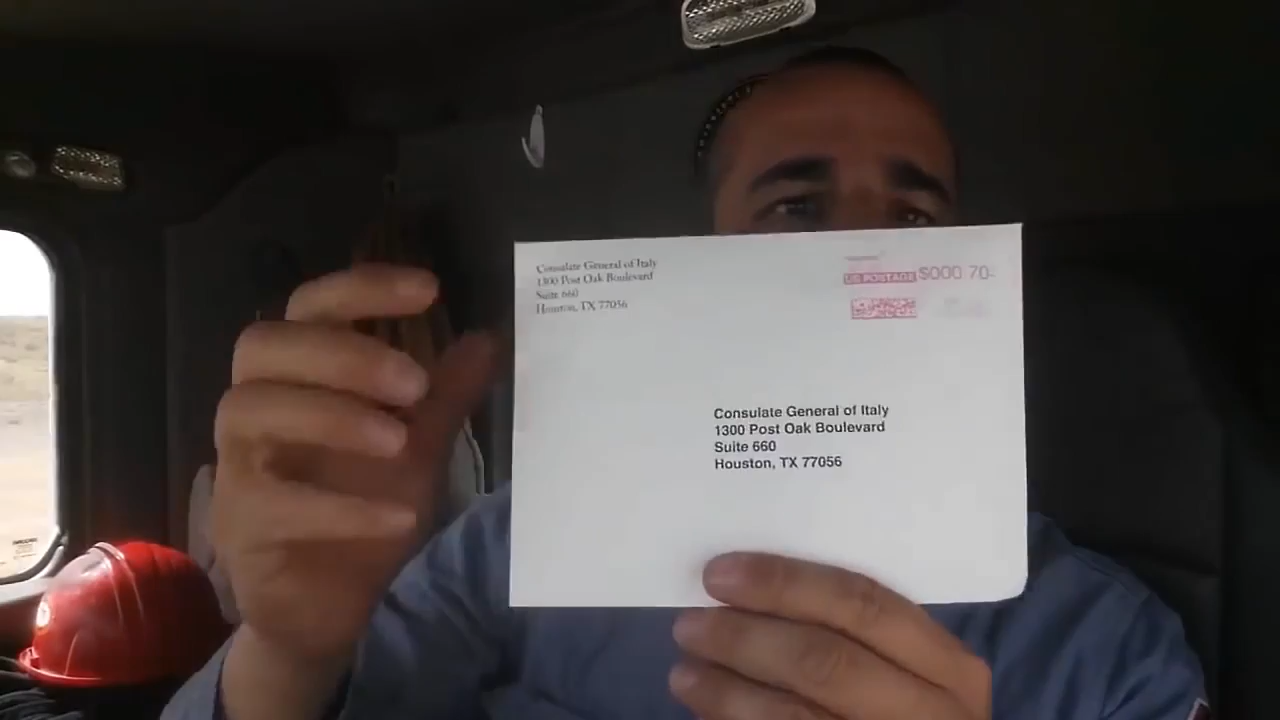 Consulate General of Italy
1300 Post Oak Boulevard
Suite 660
Houston, TX 77056
US POSTAGE $000 70
Consulate General of Italy
1300 Post Oak Boulevard
Suite 660
Houston, TX 77056